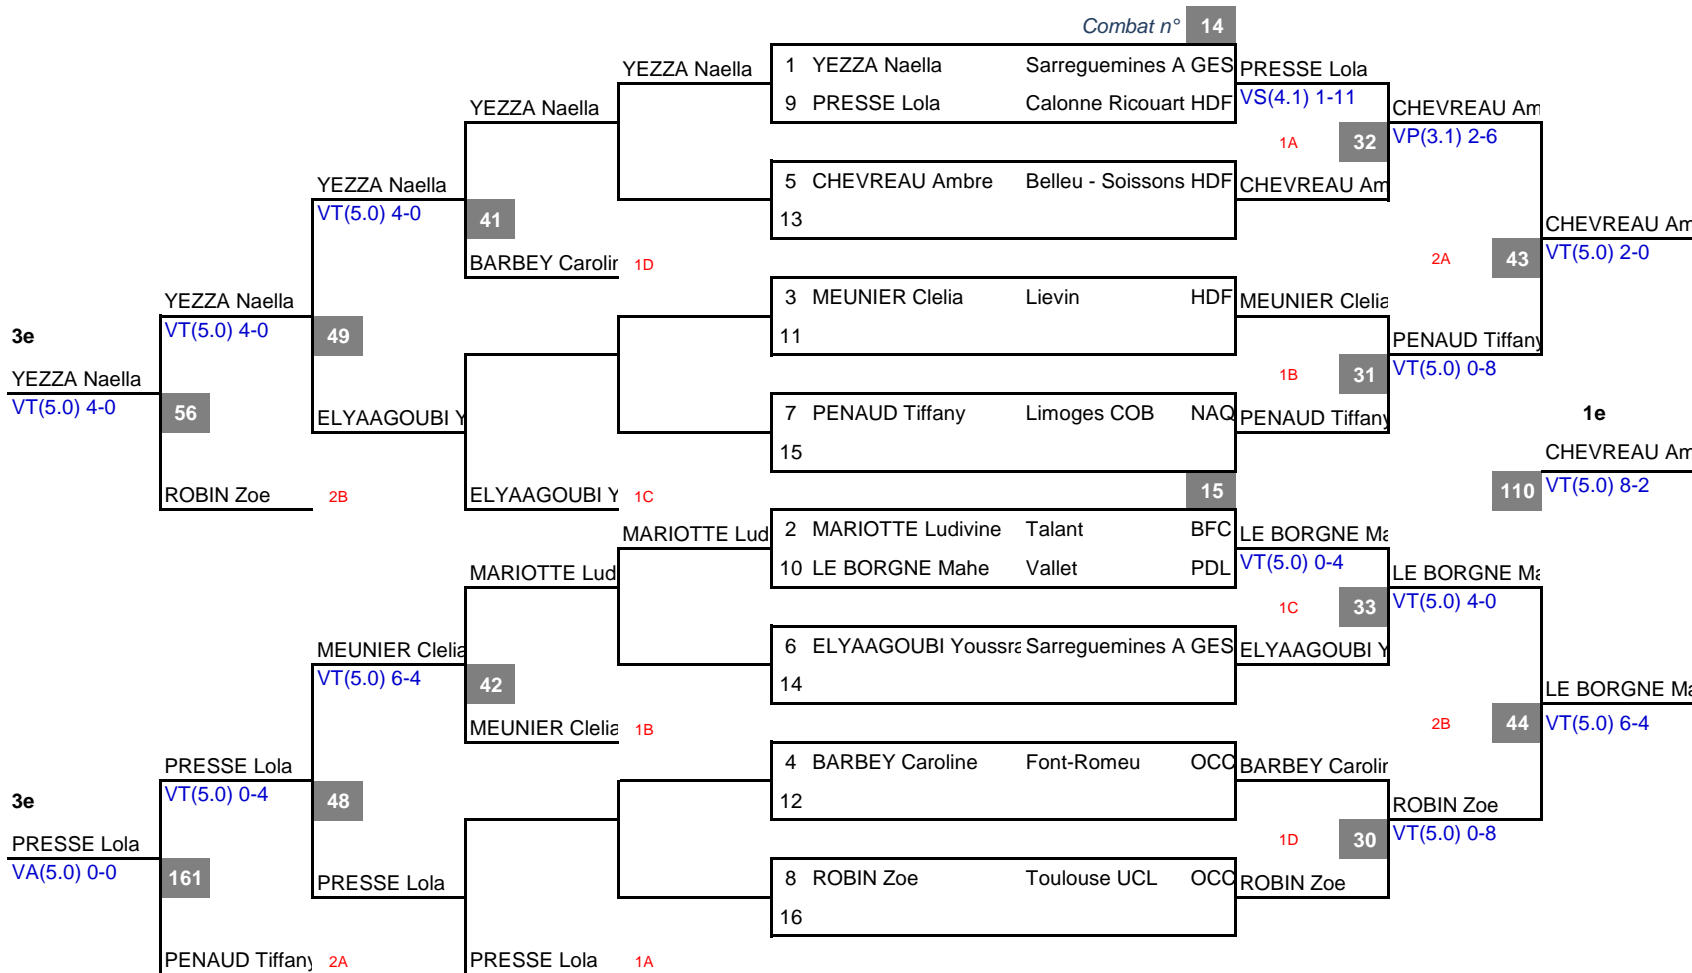 Combat n° 14
YEZZA Naella 1 YEZZA Naella Sarreguemines A GES PRESSE Lola
YEZZA Naella 9 PRESSE Lola Calonne Ricouart HDF VS(4.1) 1-11 CHEVREAU Am
1A 32 VP(3.1) 2-6
YEZZA Naella 5 CHEVREAU Ambre Belleu - Soissons HDF CHEVREAU Am
VT(5.0) 4-0 41 13
CHEVREAU Am
BARBEY Carolin 1D 2A 43 VT(5.0) 2-0
YEZZA Naella 3 MEUNIER Clelia Lievin HDF MEUNIER Clelia
3e VT(5.0) 4-0 49 11 PENAUD Tiffany
YEZZA Naella 1B 31 VT(5.0) 0-8
VT(5.0) 4-0 56 ELYAAGOUBI Y 7 PENAUD Tiffany Limoges COB NAQ PENAUD Tiffany 1e
15 CHEVREAU Am
ROBIN Zoe 2B ELYAAGOUBI Y 1C 15 110 VT(5.0) 8-2
MARIOTTE Lud 2 MARIOTTE Ludivine Talant BFC LE BORGNE Ma
MARIOTTE Lud 10 LE BORGNE Mahe Vallet PDL VT(5.0) 0-4 LE BORGNE Ma
1C 33 VT(5.0) 4-0
MEUNIER Clelia 6 ELYAAGOUBI Youssra Sarreguemines A GES ELYAAGOUBI Y
VT(5.0) 6-4 42 14 LE BORGNE Ma
MEUNIER Clelia 1B 2B 44 VT(5.0) 6-4
PRESSE Lola 4 BARBEY Caroline Font-Romeu OCC BARBEY Carolin
3e VT(5.0) 0-4 48 12 ROBIN Zoe
PRESSE Lola 1D 30 VT(5.0) 0-8
VA(5.0) 0-0 161 PRESSE Lola 8 ROBIN Zoe Toulouse UCL OCC ROBIN Zoe
16
PENAUD Tiffany 2A PRESSE Lola 1A